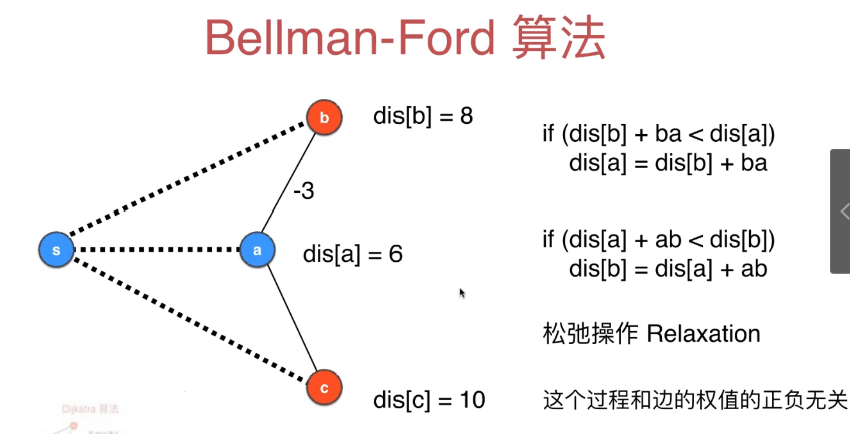 Bellman-Ford 算法
b
dis[b] = 8
if (dis[b] + ba < dis[a])
dis[a] = dis[b] + ba
-3
s
a
dis[a] = 6
if (dis[a] + ab < dis[b])
dis[b] = dis[a] + ab
松弛操作 Relaxation
c
dis[c] = 10
这个过程和边的权值的正负无关
Dijkstra 算法